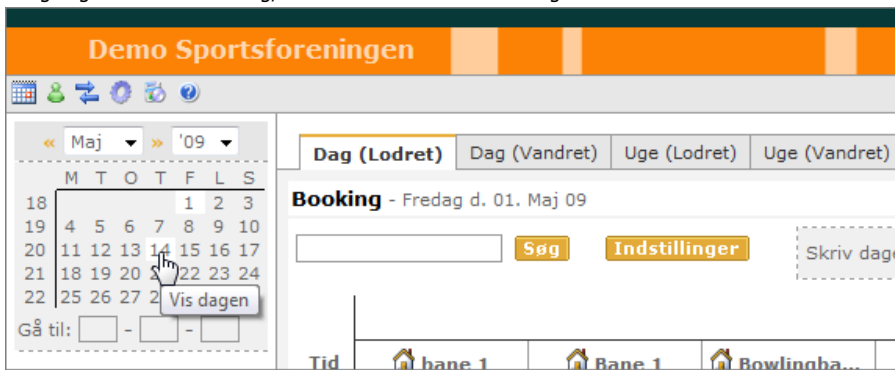 Demo Sportsforeningen
« Maj '09 »
M T O T F L S
18 1 2 3
19 4 5 6 7 8 9 10
20 11 12 13 14 15 16 17
21 18 19 20 22 23 24
22 25 26 27
Vis dagen
Gå til: - -
Dag (Lodret) Dag (Vandret) Uge (Lodret) Uge (Vandret)
Booking - Fredag d. 01. Maj 09
Søg Indstillinger Skriv dage
Tid bane 1 Bane 1 Bowlingba...